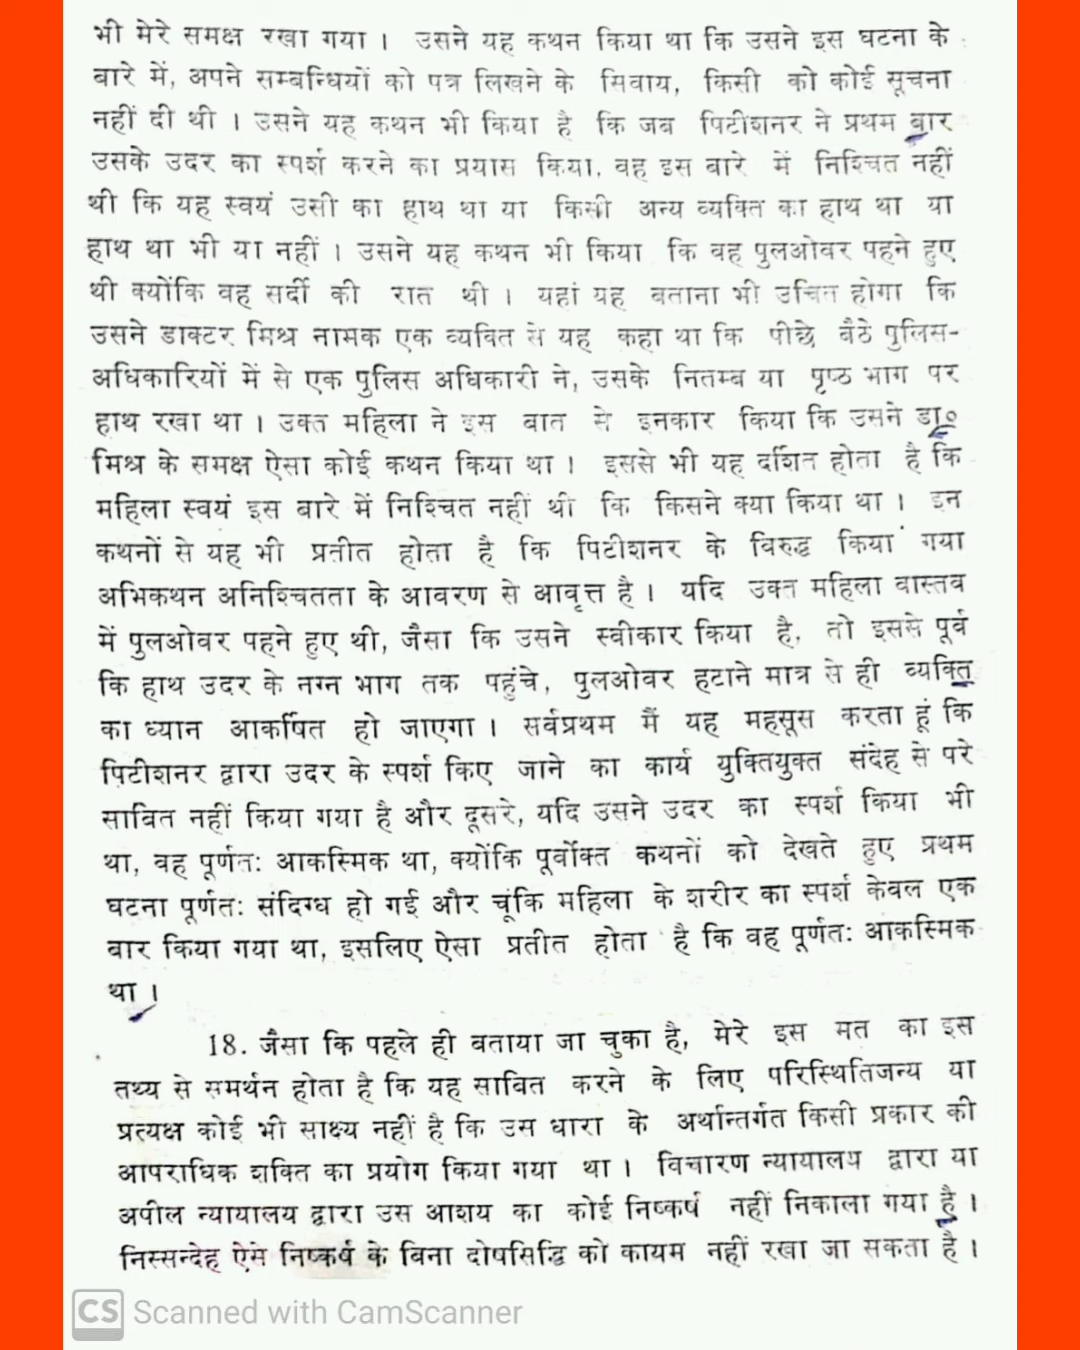 भी मेरे समक्ष रखा गया । उसने यह कथन किया था कि उसने इस घटना के
बारे में, अपने सम्बन्धियों को पत्र लिखने के सिवाय, किसी को कोई सूचना
नहीं दी थी । उसने यह कथन भी किया है कि जब पिटीशनर ने प्रथम बार
उसके उदर का स्पर्श करने का प्रयास किया, वह इस बारे में निश्चित नहीं
थी कि यह स्वयं उसी का हाथ था या किसी अन्य व्यक्ति का हाथ था या
हाथ था भी या नहीं । उसने यह कथन भी किया कि वह पुलओवर पहने हुए
थी क्योंकि वह सर्दी की रात थी । यहां यह बताना भी उचित होगा कि
उसने डाक्टर मिश्र नामक एक व्यक्ति से यह कहा था कि पीछे बैठे पुलिस-
अधिकारियों में से एक पुलिस अधिकारी ने, उसके नितम्ब या पृष्ठ भाग पर
हाथ रखा था । उक्त महिला ने इस बात से इनकार किया कि उसने डा०
मिश्र के समक्ष ऐसा कोई कथन किया था । इससे भी यह दर्शित होता है कि
महिला स्वयं इस बारे में निश्चित नहीं थी कि किसने क्या किया था । इन
कथनों से यह भी प्रतीत होता है कि पिटीशनर के विरुद्ध किया गया
अभिकथन अनिश्चितता के आवरण से आवृत्त है । यदि उक्त महिला वास्तव
में पुलओवर पहने हुए थी, जैसा कि उसने स्वीकार किया है, तो इससे पूर्व
कि हाथ उदर के नग्न भाग तक पहुंचे, पुलओवर हटाने मात्र से ही व्यक्ति
का ध्यान आकर्षित हो जाएगा । सर्वप्रथम मैं यह महसूस करता हूं कि
पिटीशनर द्वारा उदर के स्पर्श किए जाने का कार्य युक्तियुक्त संदेह से परे
साबित नहीं किया गया है और दूसरे, यदि उसने उदर का स्पर्श किया भी
था, वह पूर्णतः आकस्मिक था, क्योंकि पूर्वोक्त कथनों को देखते हुए प्रथम
घटना पूर्णतः संदिग्ध हो गई और चूंकि महिला के शरीर का स्पर्श केवल एक
बार किया गया था, इसलिए ऐसा प्रतीत होता है कि वह पूर्णतः आकस्मिक
था ।
18. जैसा कि पहले ही बताया जा चुका है, मेरे इस मत का इस
तथ्य से समर्थन होता है कि यह साबित करने के लिए परिस्थितिजन्य या
प्रत्यक्ष कोई भी साक्ष्य नहीं है कि उस धारा के अर्थान्तर्गत किसी प्रकार की
आपराधिक शक्ति का प्रयोग किया गया था । विचारण न्यायालय द्वारा या
अपील न्यायालय द्वारा उस आशय का कोई निष्कर्ष नहीं निकाला गया है ।
निस्सन्देह ऐसे निष्कर्ष के बिना दोषसिद्धि को कायम नहीं रखा जा सकता है ।
CS Scanned with CamScanner